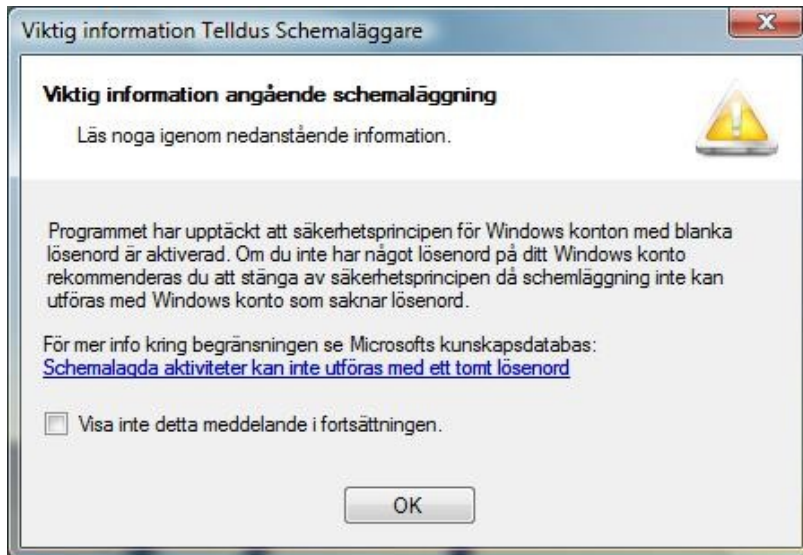 Viktig information Telldus Schemaläggare
Viktig information angående schemaläggning
Läs noga igenom nedanstående information.
Programmet har upptäckt att säkerhetsprincipen för Windows konton med blanka
lösenord är aktiverad. Om du inte har något lösenord på ditt Windows konto
rekommenderas du att stänga av säkerhetsprincipen då schemläggning inte kan
utföras med Windows konto som saknar lösenord.
För mer info kring begränsningen se Microsofts kunskapsdatabas:
Schemalagda aktiviteter kan inte utföras med ett tomt lösenord
Visa inte detta meddelande i fortsättningen.
OK